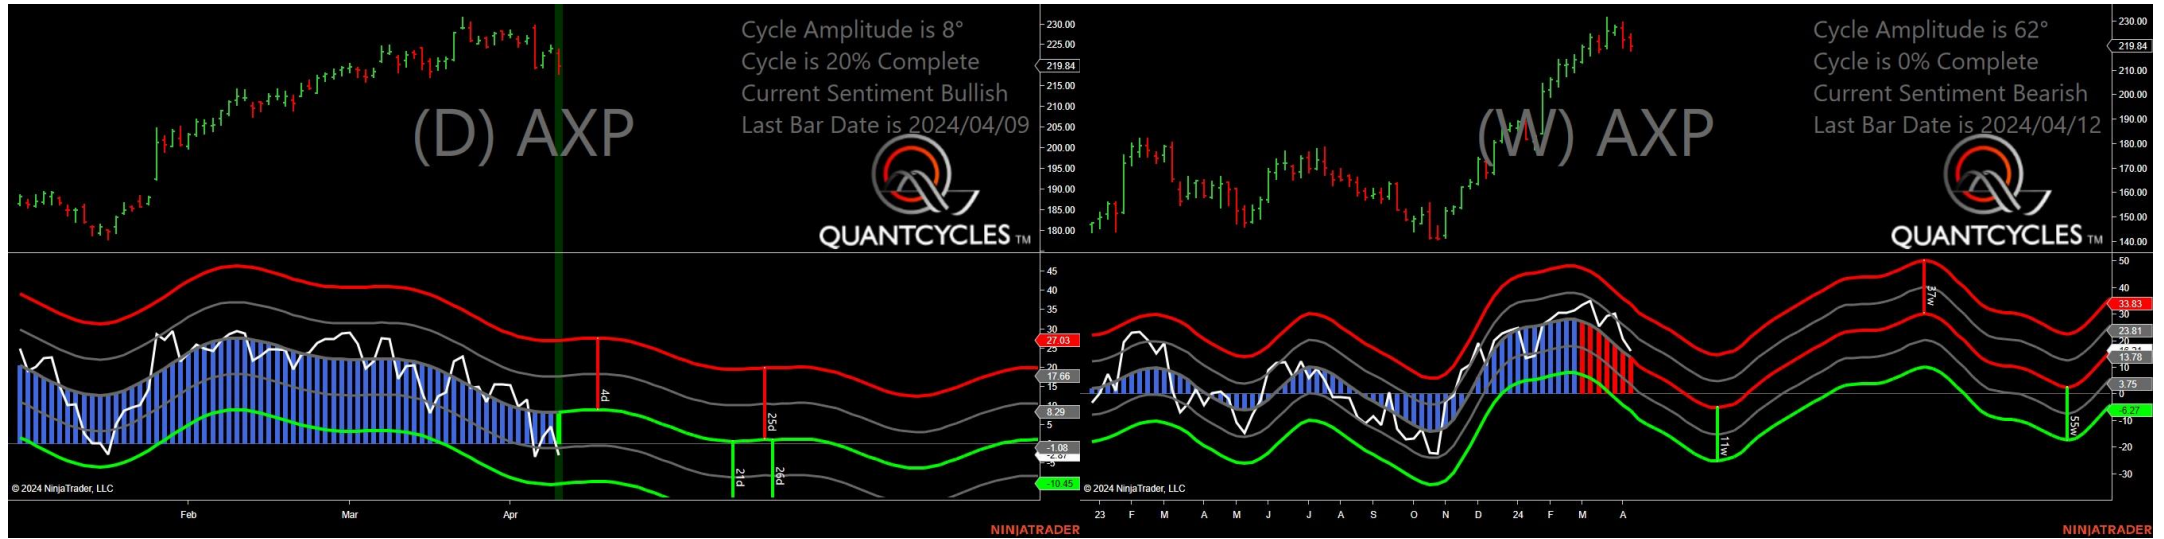 Cycle Amplitude is 8°
Cycle is 20% Complete
Current Sentiment Bullish
Last Bar Date is 2024/04/09
(D) AXP
QUANTCYCLES TM
230.00
225.00
219.84
215.00
210.00
205.00
200.00
195.00
190.00
185.00
180.00
45
40
35
30
27.03
25
20
17.66
15
10
8.29
5
-1.08
-2.87
-5
-10.45
4d
25d
21d
26d
© 2024 NinjaTrader, LLC
Feb
Mar
Apr
NINJATRADER
Cycle Amplitude is 62°
Cycle is 0% Complete
Current Sentiment Bearish
Last Bar Date is 2024/04/12
(W) AXP
QUANTCYCLES TM
230.00
219.84
210.00
200.00
190.00
180.00
170.00
160.00
150.00
140.00
50
40
33.83
30
23.81
20
13.78
10
3.75
0
-6.27
-10
-20
-30
37w
11w
55w
© 2024 NinjaTrader, LLC
23 F M A M J J A S O N D 24 F M A
NINJATRADER